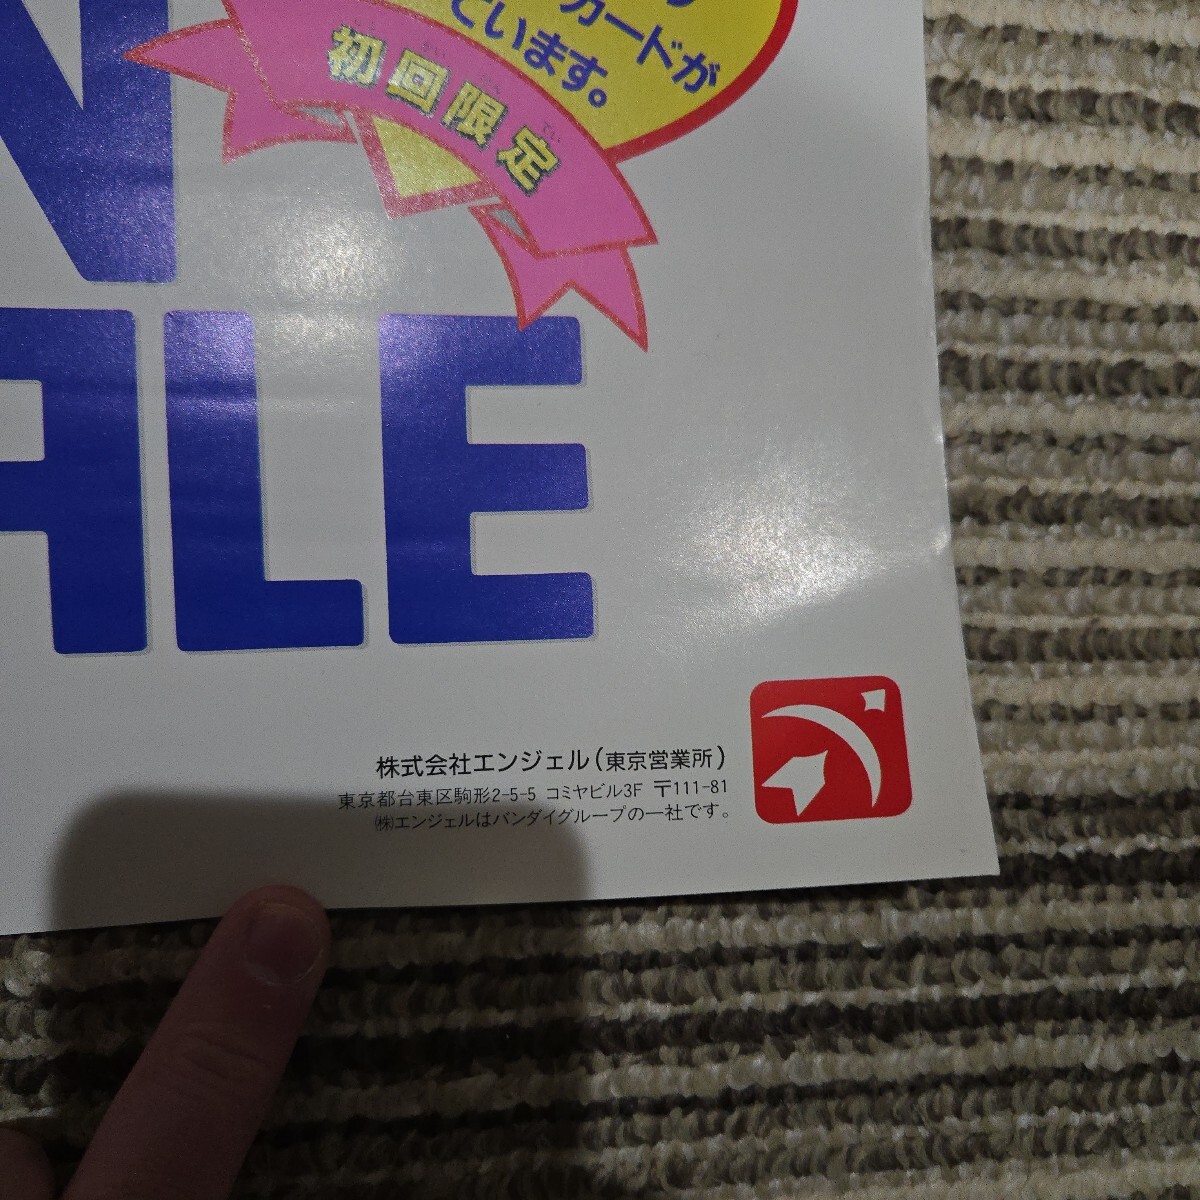 カードが
ています。
初回限定
N
ALE
株式会社エンジェル(東京営業所)
東京都台東区駒形2-5-5 コミヤビル3F 〒111-81
㈱エンジェルはバンダイグループの一社です。